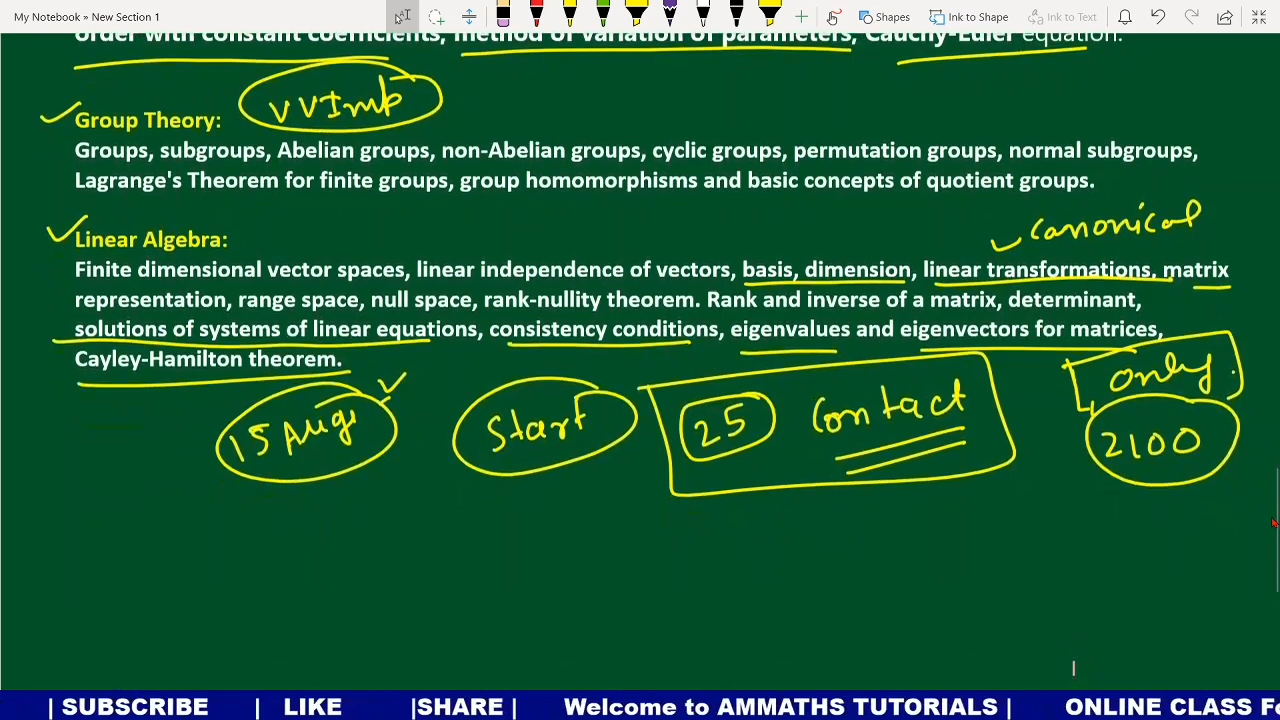 My Notebook » New Section 1
Shapes
Ink to Shape
Ink to Text
order with constant coefficients, method of variation of parameters, Cauchy-Euler equation.
VVImp
Group Theory:
Groups, subgroups, Abelian groups, non-Abelian groups, cyclic groups, permutation groups, normal subgroups,
Lagrange's Theorem for finite groups, group homomorphisms and basic concepts of quotient groups.
canonical
Linear Algebra:
Finite dimensional vector spaces, linear independence of vectors, basis, dimension, linear transformations, matrix
representation, range space, null space, rank-nullity theorem. Rank and inverse of a matrix, determinant,
solutions of systems of linear equations, consistency conditions, eigenvalues and eigenvectors for matrices,
Cayley-Hamilton theorem.
only
15 Augs Start 25 Contact 2100
| SUBSCRIBE | LIKE |SHARE | Welcome to AMMATHS TUTORIALS | ONLINE CLASS Fo